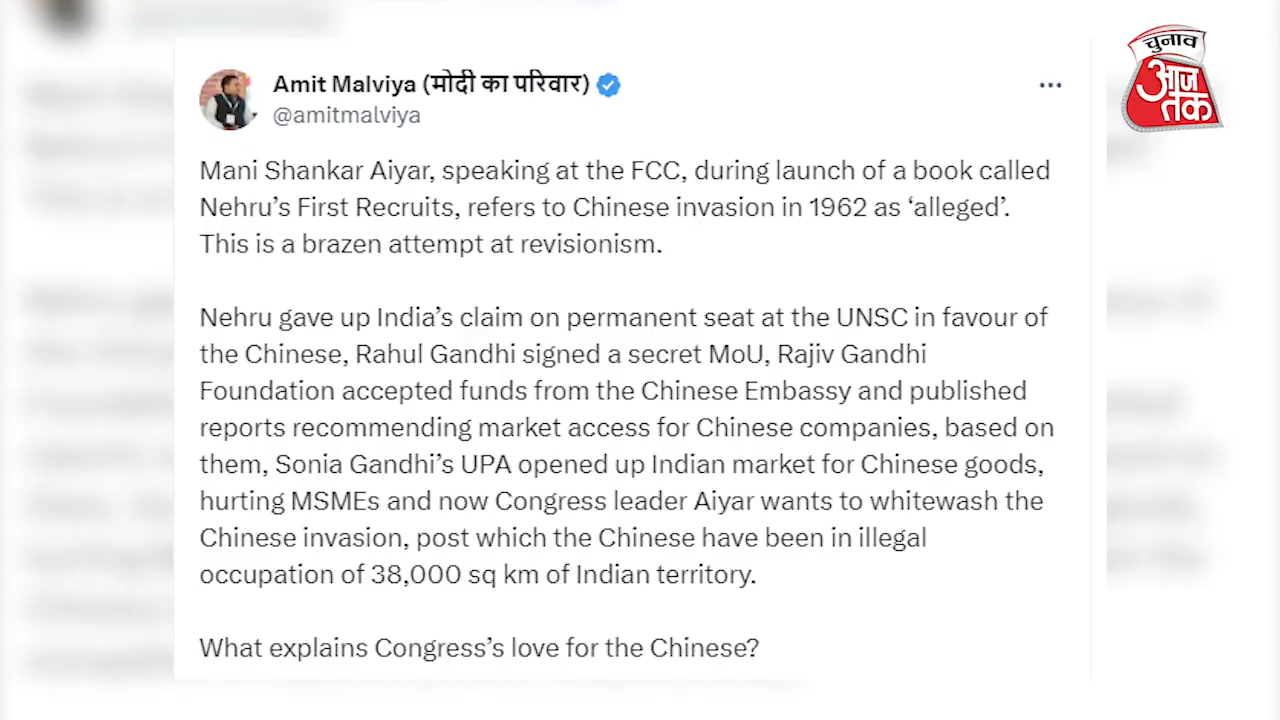 Amit Malviya (मोदी का परिवार)
@amitmalviya
चुनाव
आज
तक
Mani Shankar Aiyar, speaking at the FCC, during launch of a book called
Nehru’s First Recruits, refers to Chinese invasion in 1962 as ‘alleged’.
This is a brazen attempt at revisionism.
Nehru gave up India’s claim on permanent seat at the UNSC in favour of
the Chinese, Rahul Gandhi signed a secret MoU, Rajiv Gandhi
Foundation accepted funds from the Chinese Embassy and published
reports recommending market access for Chinese companies, based on
them, Sonia Gandhi’s UPA opened up Indian market for Chinese goods,
hurting MSMEs and now Congress leader Aiyar wants to whitewash the
Chinese invasion, post which the Chinese have been in illegal
occupation of 38,000 sq km of Indian territory.
What explains Congress’s love for the Chinese?